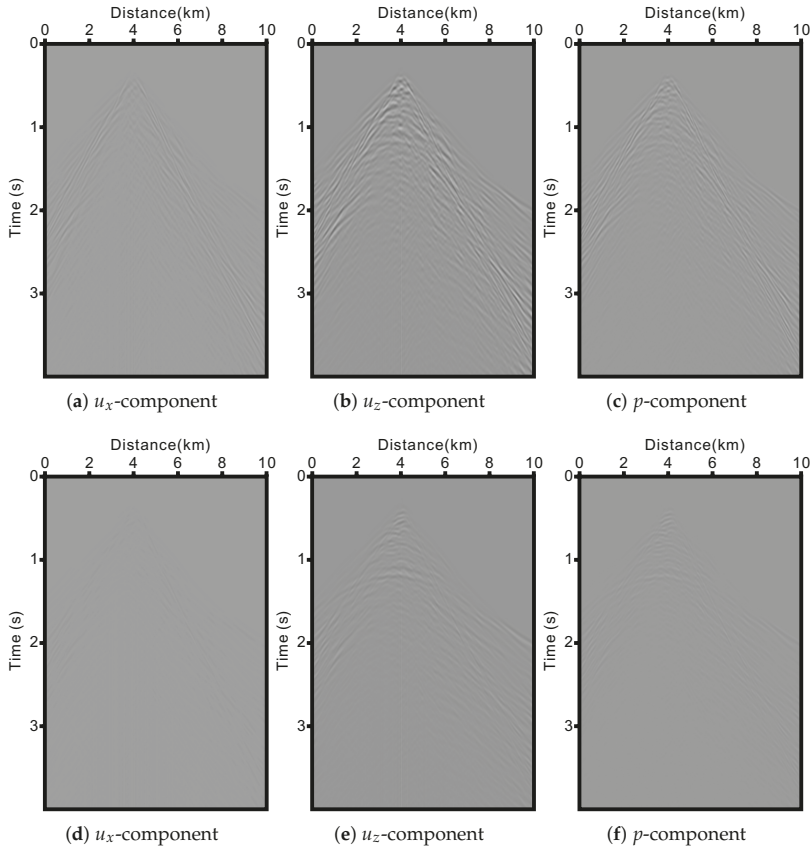 Distance(km) Distance(km) Distance(km)
0 2 4 6 8 10 0 2 4 6 8 10 0 2 4 6 8 10
0 0 0
1 1 1
Time (s) Time (s) Time (s)
2 2 2
3 3 3
(a) uₓ-component (b) u_z-component (c) p-component
Distance(km) Distance(km) Distance(km)
0 2 4 6 8 10 0 2 4 6 8 10 0 2 4 6 8 10
0 0 0
1 1 1
Time (s) Time (s) Time (s)
2 2 2
3 3 3
(d) uₓ-component (e) u_z-component (f) p-component